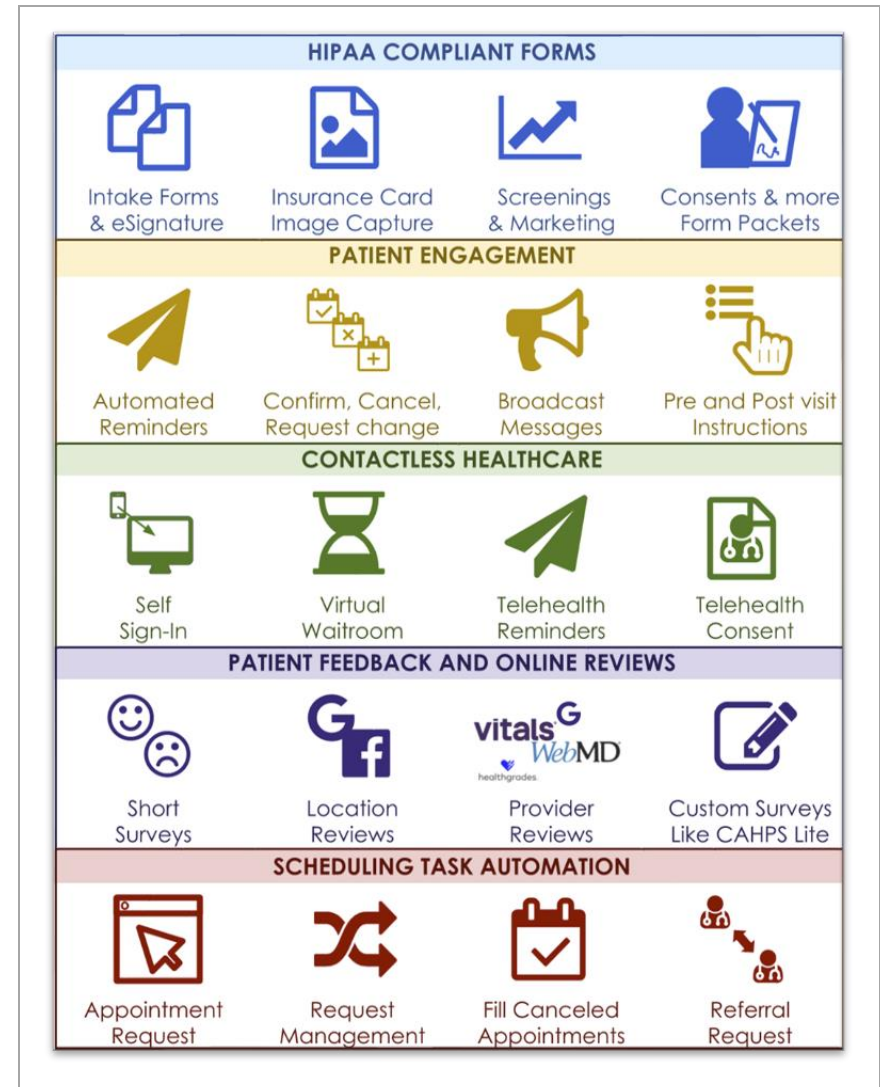 HIPAA COMPLIANT FORMS
Intake Forms
& eSignature
Insurance Card
Image Capture
Screenings
& Marketing
Consents & more
Form Packets
PATIENT ENGAGEMENT
Automated
Reminders
Confirm, Cancel,
Request change
Broadcast
Messages
Pre and Post visit
Instructions
CONTACTLESS HEALTHCARE
Self
Sign-In
Virtual
Waitroom
Telehealth
Reminders
Telehealth
Consent
PATIENT FEEDBACK AND ONLINE REVIEWS
G
f
vitals G
WebMD
healthgrades.
Short
Surveys
Location
Reviews
Provider
Reviews
Custom Surveys
Like CAHPS Lite
SCHEDULING TASK AUTOMATION
Appointment
Request
Request
Management
Fill Canceled
Appointments
Referral
Request